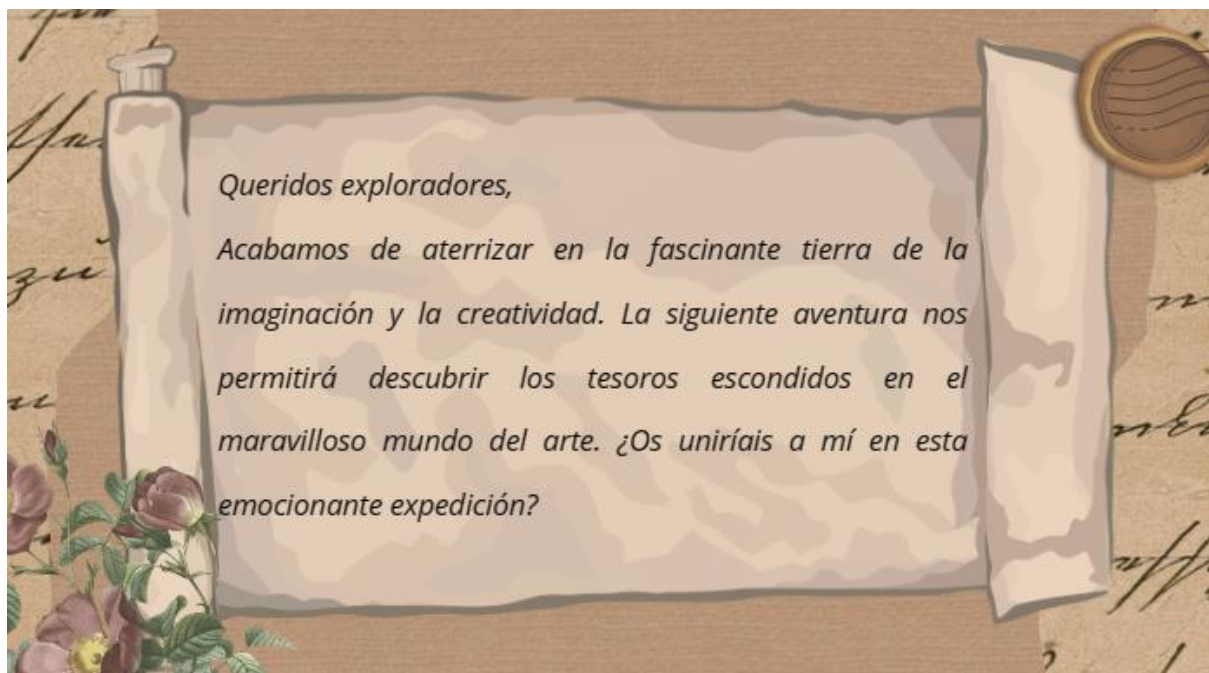 Queridos exploradores,
Acabamos de aterrizar en la fascinante tierra de la
imaginación y la creatividad. La siguiente aventura nos
permitirá descubrir los tesoros escondidos en el
maravilloso mundo del arte. ¿Os uniríais a mí en esta
emocionante expedición?